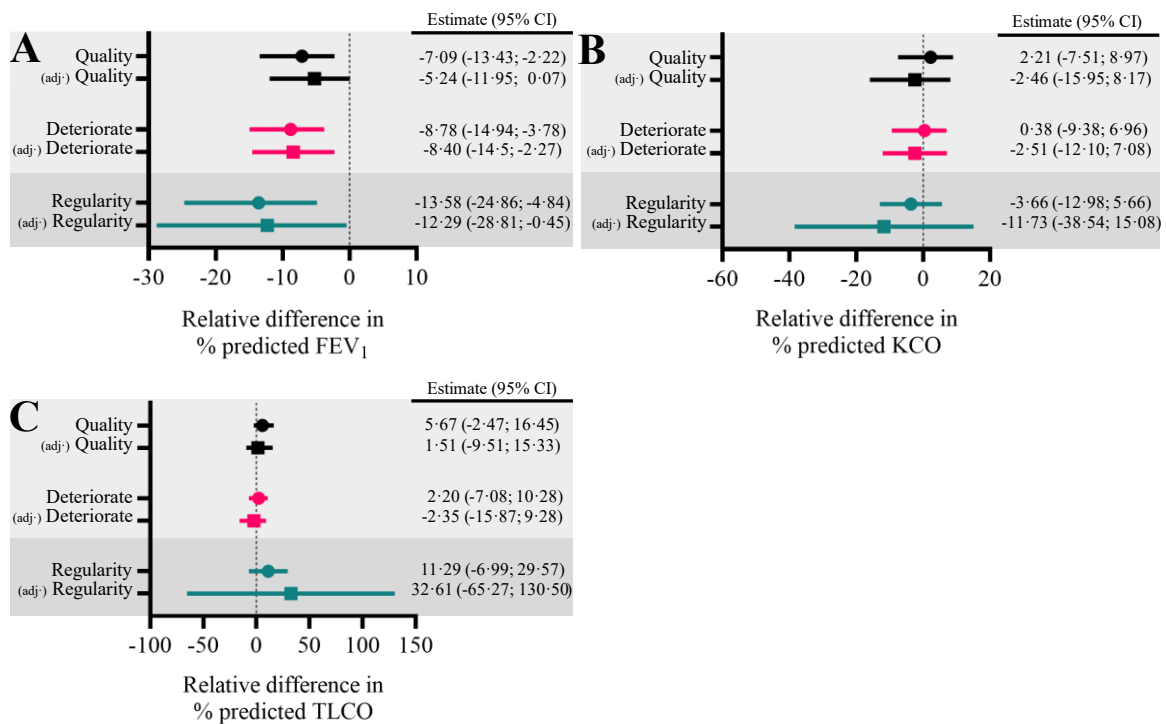 A
Estimate (95% CI)
Quality -7·09 (-13·43; -2·22)
(adj·) Quality -5·24 (-11·95; 0·07)
Deteriorate -8·78 (-14·94; -3·78)
(adj·) Deteriorate -8·40 (-14·5; -2·27)
Regularity -13·58 (-24·86; -4·84)
(adj·) Regularity -12·29 (-28·81; -0·45)
-30 -20 -10 0 10
Relative difference in
% predicted FEV1
B
Estimate (95% CI)
Quality 2·21 (-7·51; 8·97)
(adj·) Quality -2·46 (-15·95; 8·17)
Deteriorate 0·38 (-9·38; 6·96)
(adj·) Deteriorate -2·51 (-12·10; 7·08)
Regularity -3·66 (-12·98; 5·66)
(adj·) Regularity -11·73 (-38·54; 15·08)
-60 -40 -20 0 20
Relative difference in
% predicted KCO
C
Estimate (95% CI)
Quality 5·67 (-2·47; 16·45)
(adj·) Quality 1·51 (-9·51; 15·33)
Deteriorate 2·20 (-7·08; 10·28)
(adj·) Deteriorate -2·35 (-15·87; 9·28)
Regularity 11·29 (-6·99; 29·57)
(adj·) Regularity 32·61 (-65·27; 130·50)
-100 -50 0 50 100 150
Relative difference in
% predicted TLCO